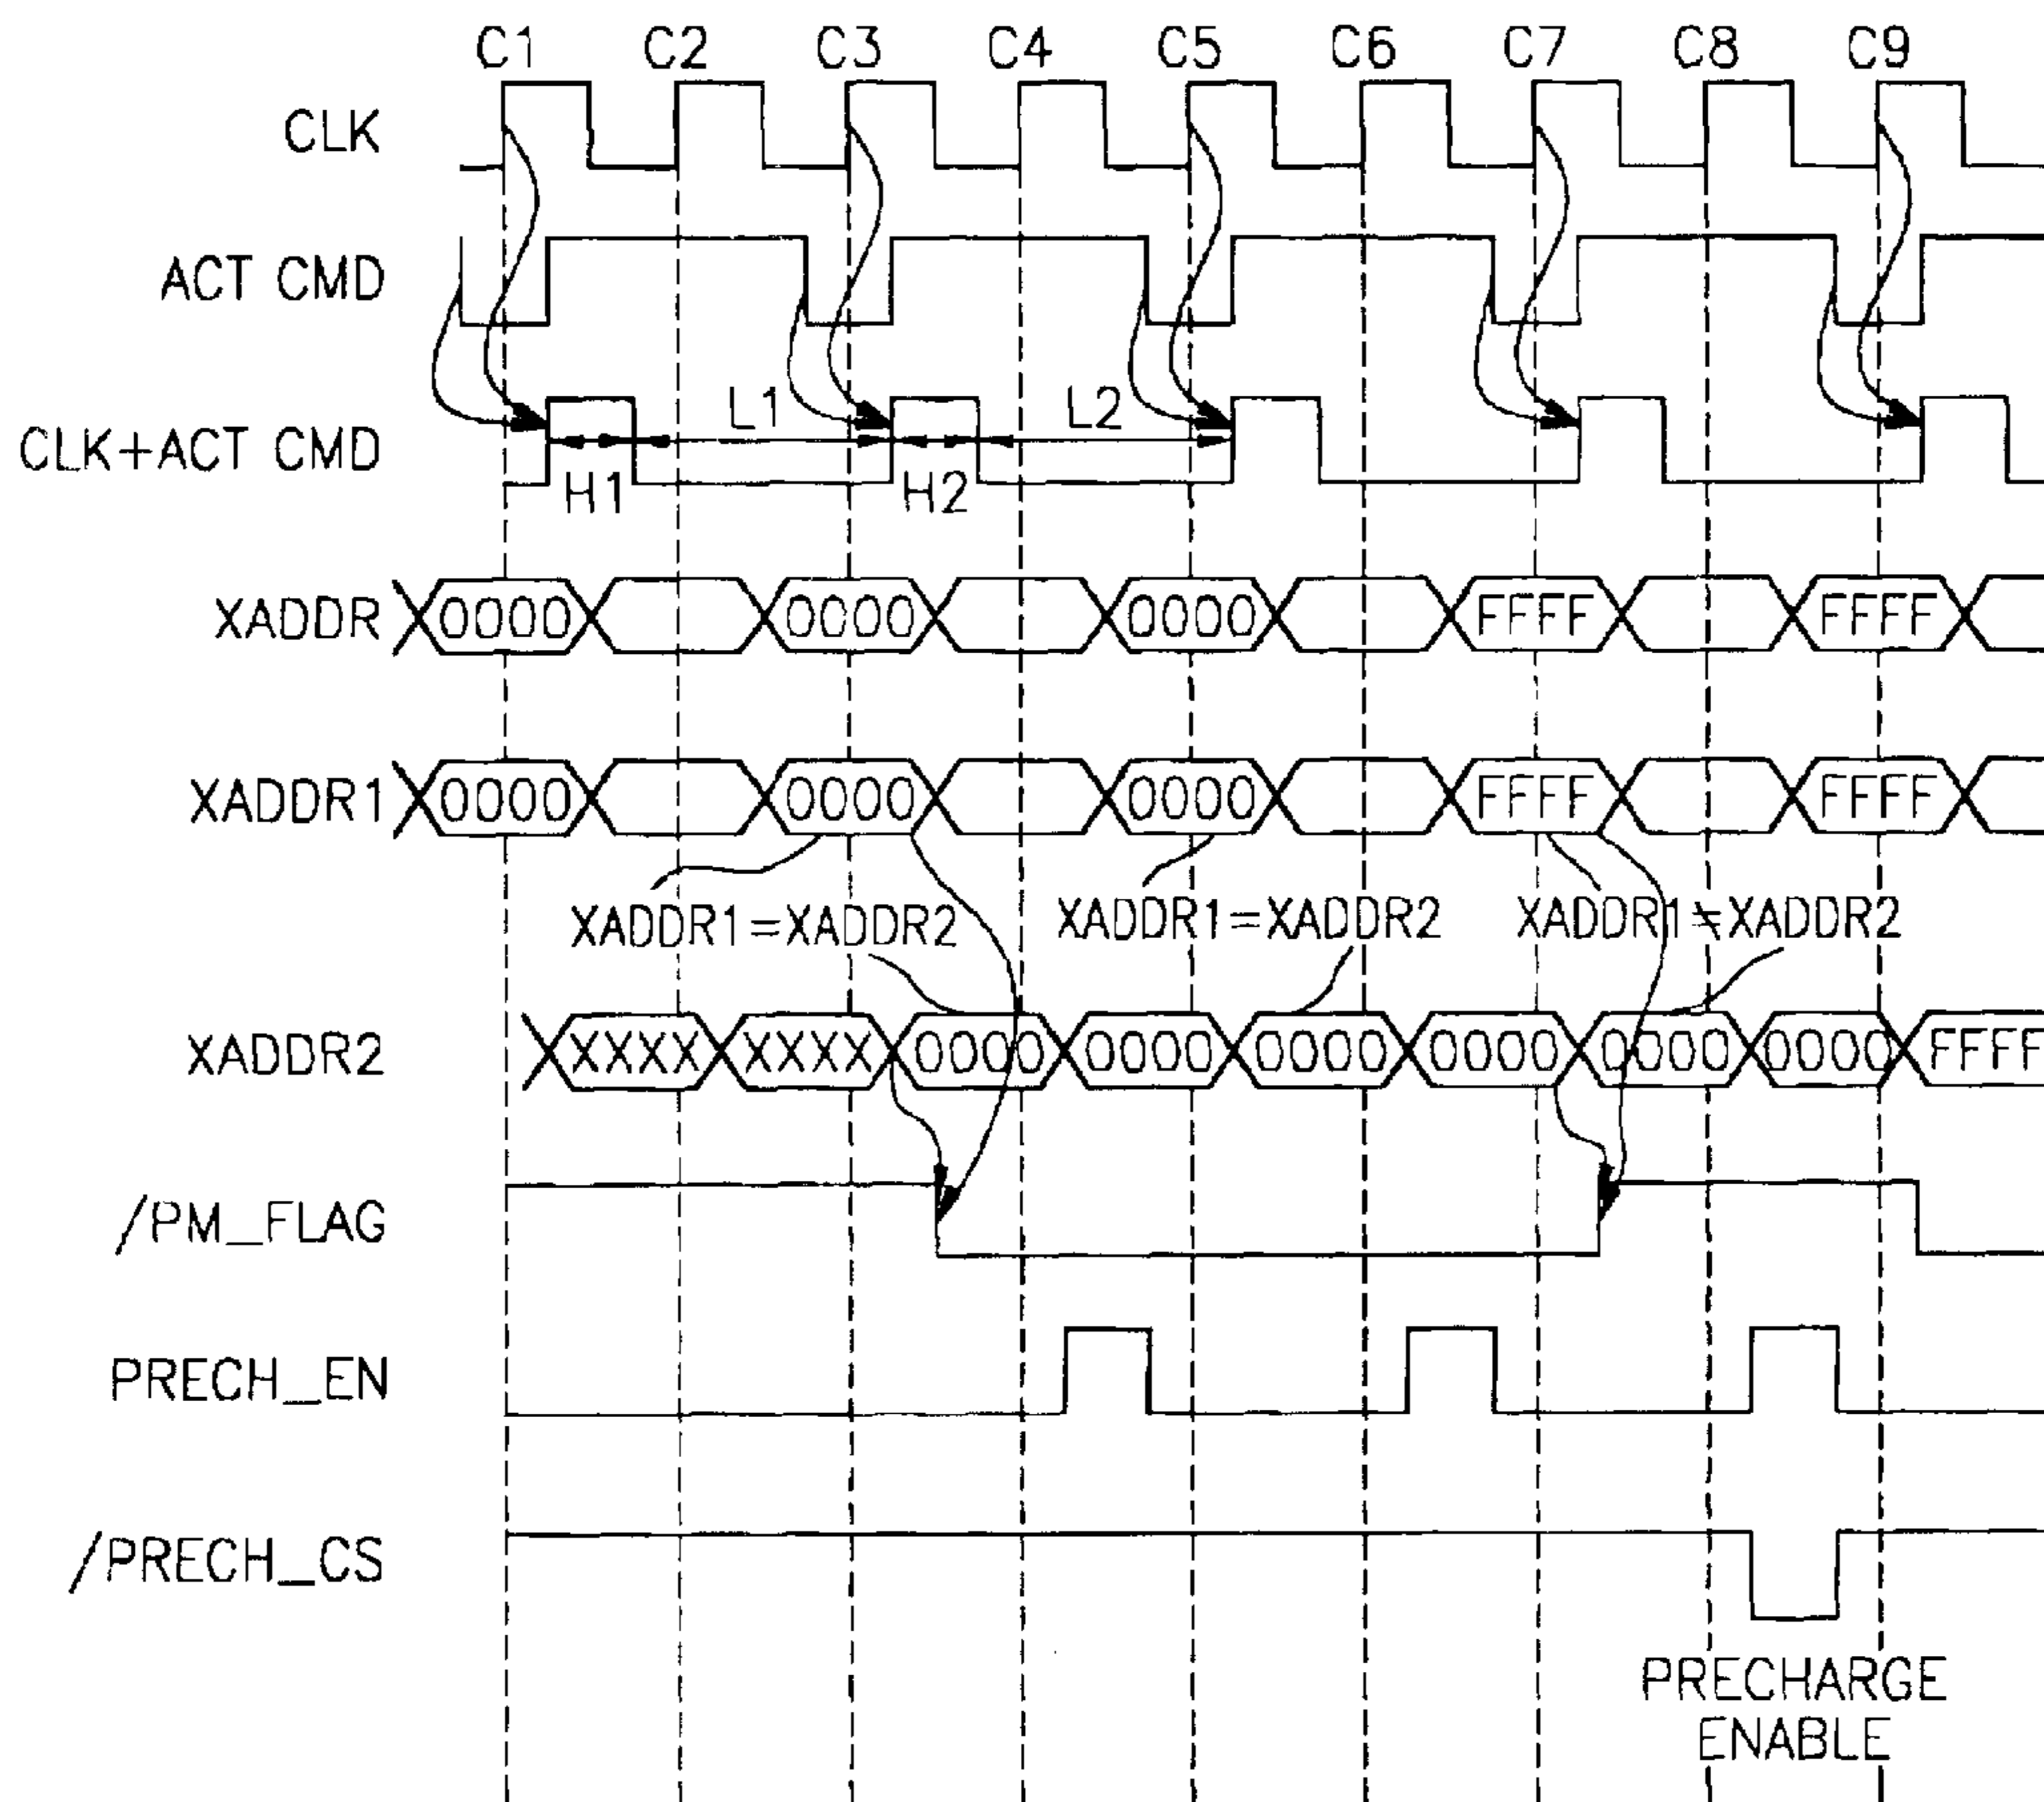 C1 C2 C3 C4 C5 C6 C7 C8 C9
CLK
ACT CMD
CLK+ACT CMD
L1 L2
H1 H2
XADDR 0000 0000 0000 FFFF FFFF
XADDR1 0000 0000 0000 FFFF FFFF
XADDR1=XADDR2 XADDR1=XADDR2 XADDR1≠XADDR2
XADDR2 XXXX XXXX 0000 0000 0000 0000 0000 0000 FFFF
/PM_FLAG
PRECH_EN
/PRECH_CS
PRECHARGE
ENABLE